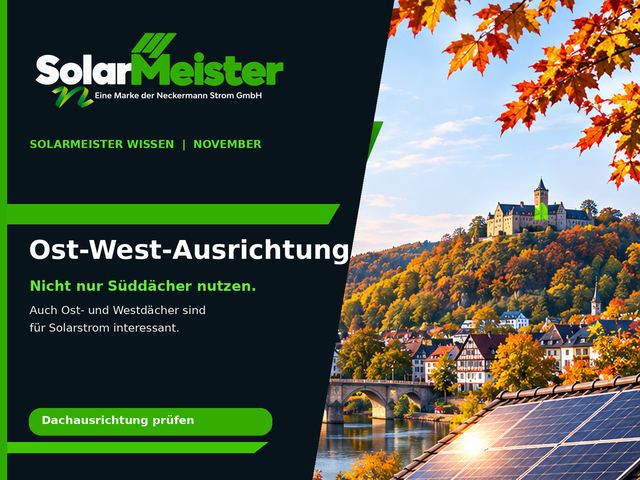 SolarMeister
Eine Marke der Neckermann Strom GmbH
SOLARMEISTER WISSEN | NOVEMBER
Ost-West-Ausrichtung
Nicht nur Süddächer nutzen.
Auch Ost- und Westdächer sind
für Solarstrom interessant.
Dachausrichtung prüfen